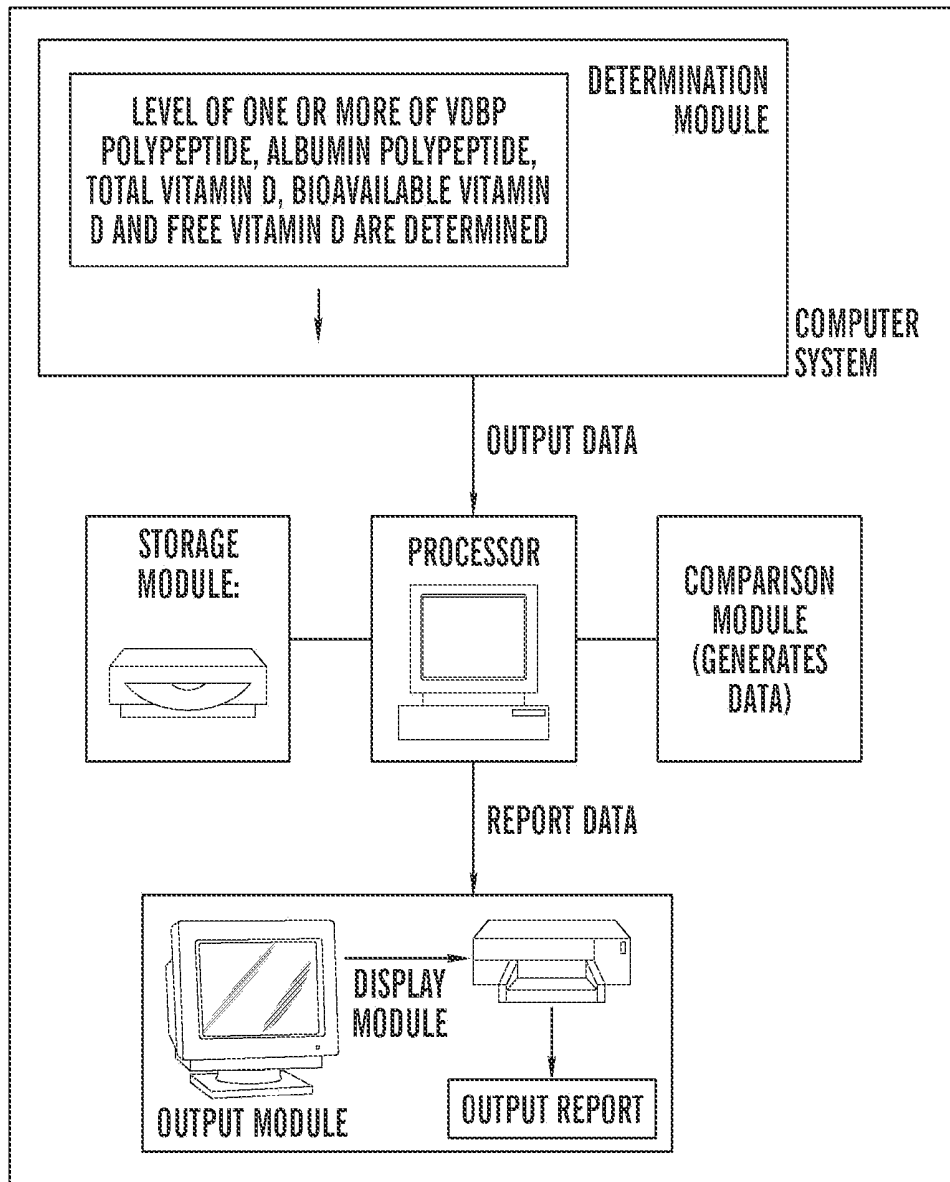 DETERMINATION
MODULE
LEVEL OF ONE OR MORE OF VDBP
POLYPEPTIDE, ALBUMIN POLYPEPTIDE,
TOTAL VITAMIN D, BIOAVAILABLE VITAMIN
D AND FREE VITAMIN D ARE DETERMINED
COMPUTER
SYSTEM
OUTPUT DATA
STORAGE
MODULE:
PROCESSOR
COMPARISON
MODULE
(GENERATES
DATA)
REPORT DATA
DISPLAY
MODULE
OUTPUT MODULE
OUTPUT REPORT